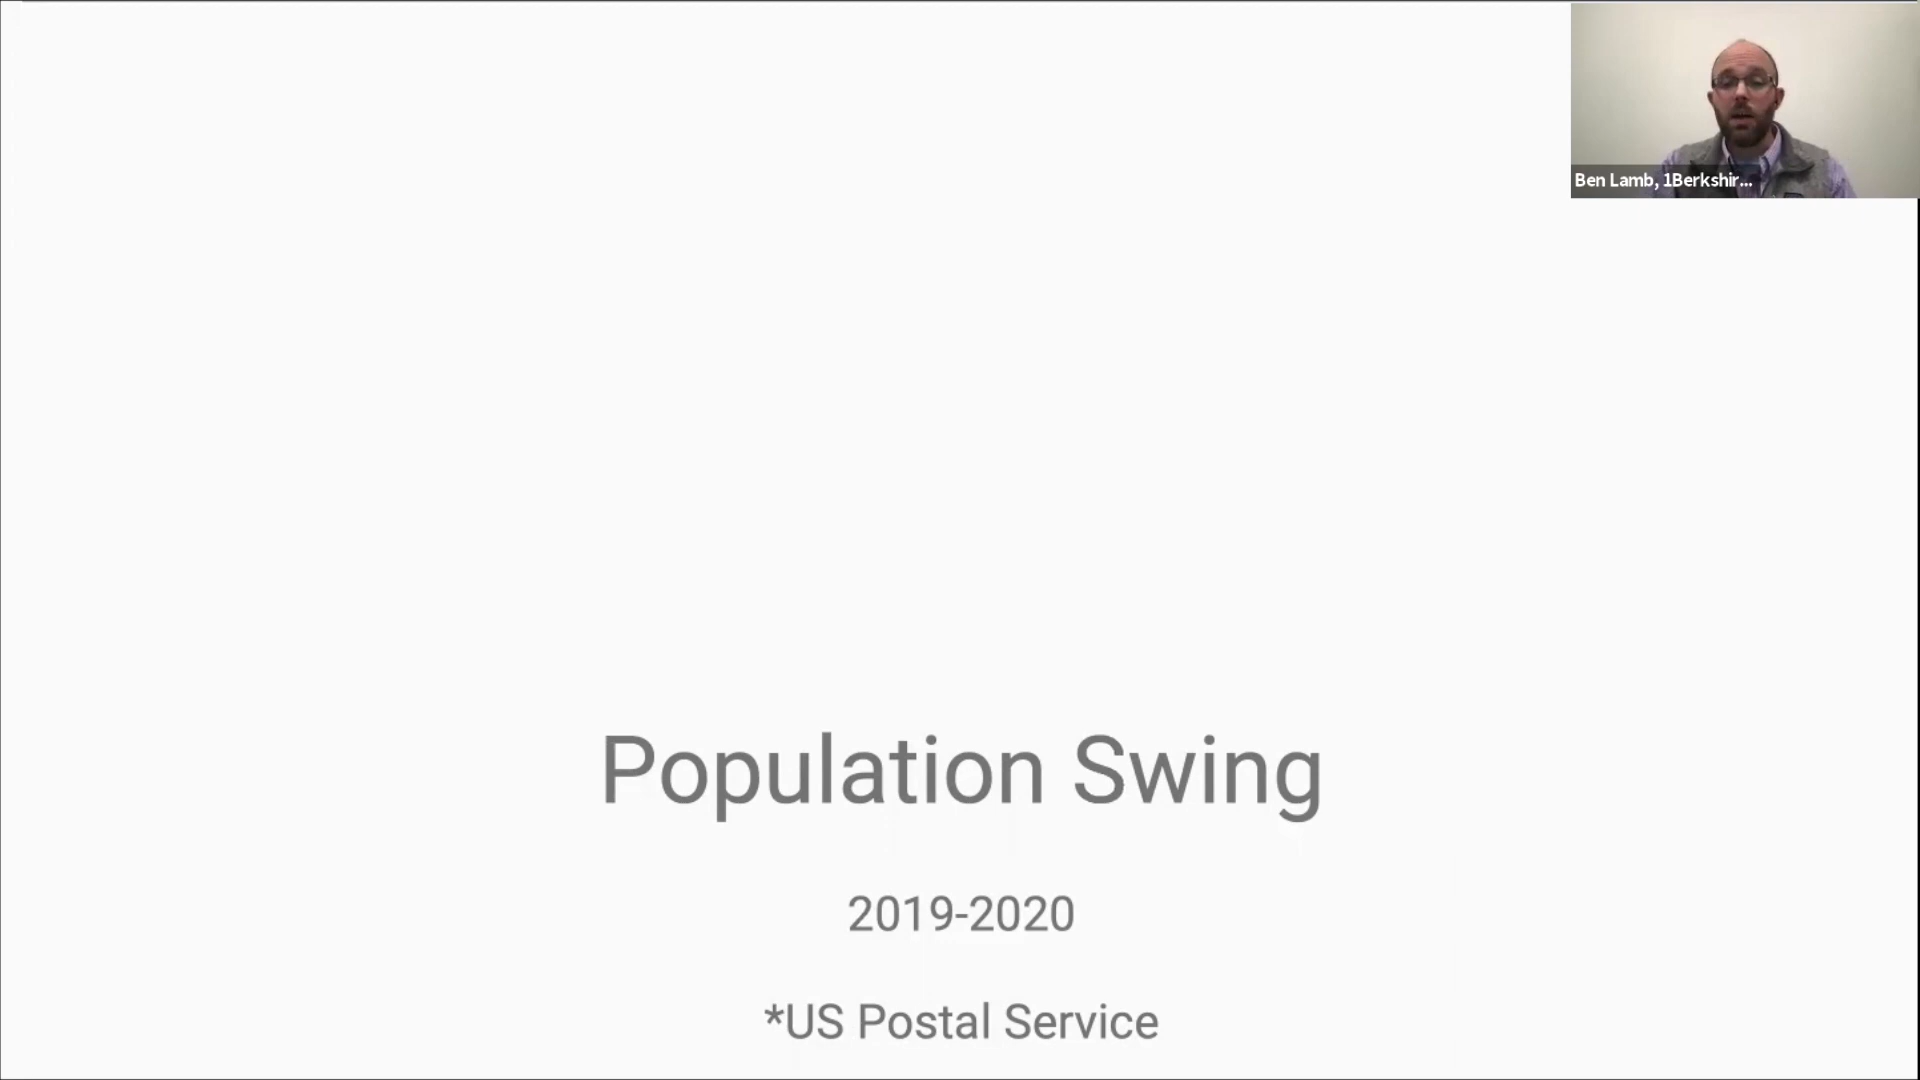 Ben Lamb, 1Berkshir...
Population Swing
2019-2020
*US Postal Service